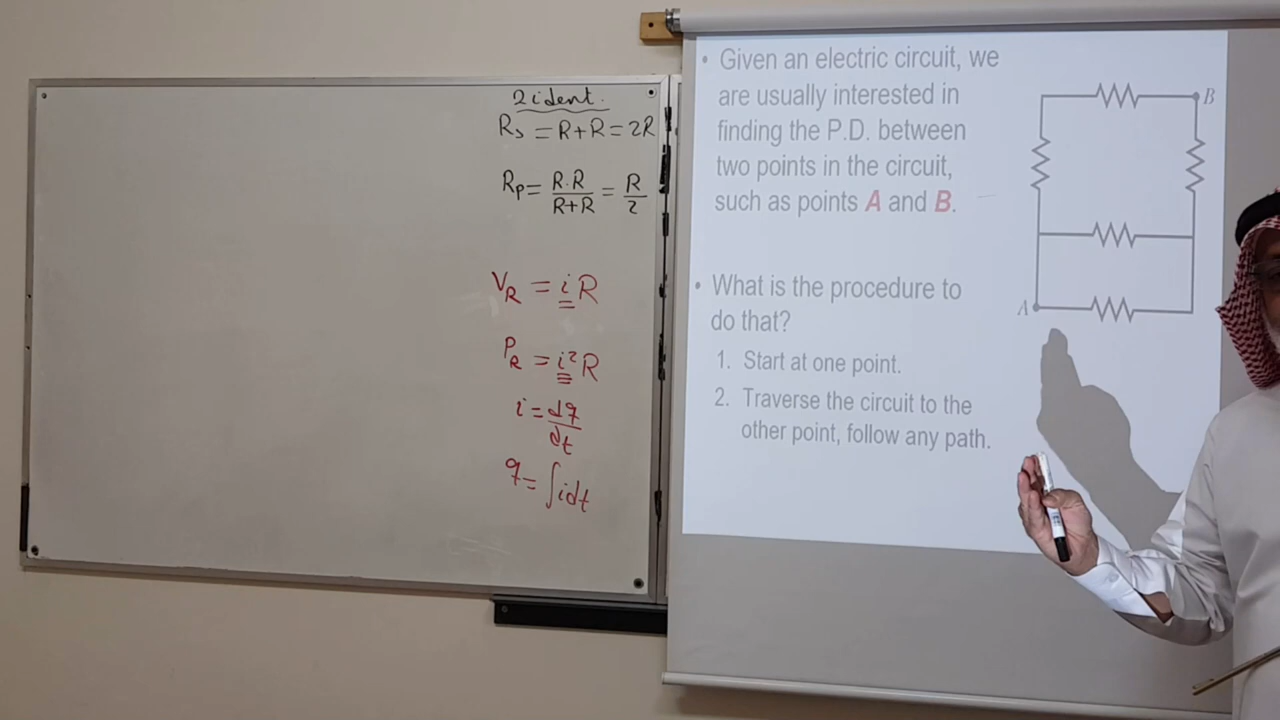 2 ident.
Rs = R+R = 2R
Rp = R·R / R+R = R / 2
VR = iR
PR = i²R
i = dq / dt
q = ∫idt
• Given an electric circuit, we
are usually interested in
finding the P.D. between
two points in the circuit,
such as points A and B.
• What is the procedure to
do that?
1. Start at one point.
2. Traverse the circuit to the
other point, follow any path.
B
A